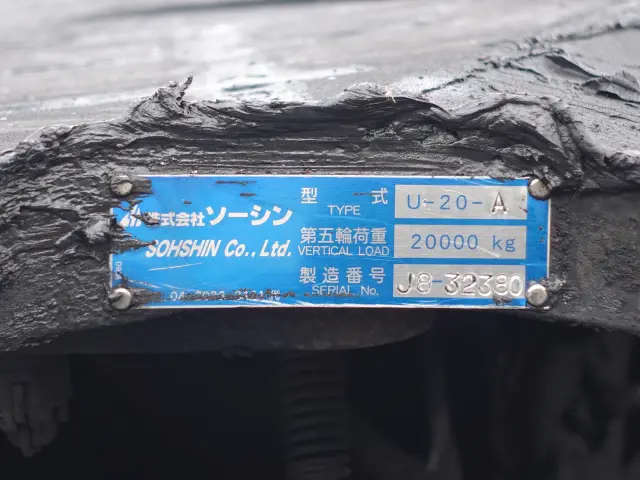 株式会社ソーシン
SOHSHIN Co., Ltd.
型 式 U-20-A
TYPE
第五輪荷重 20000 kg
VERTICAL LOAD
製造番号 J8-32380
SERIAL No.